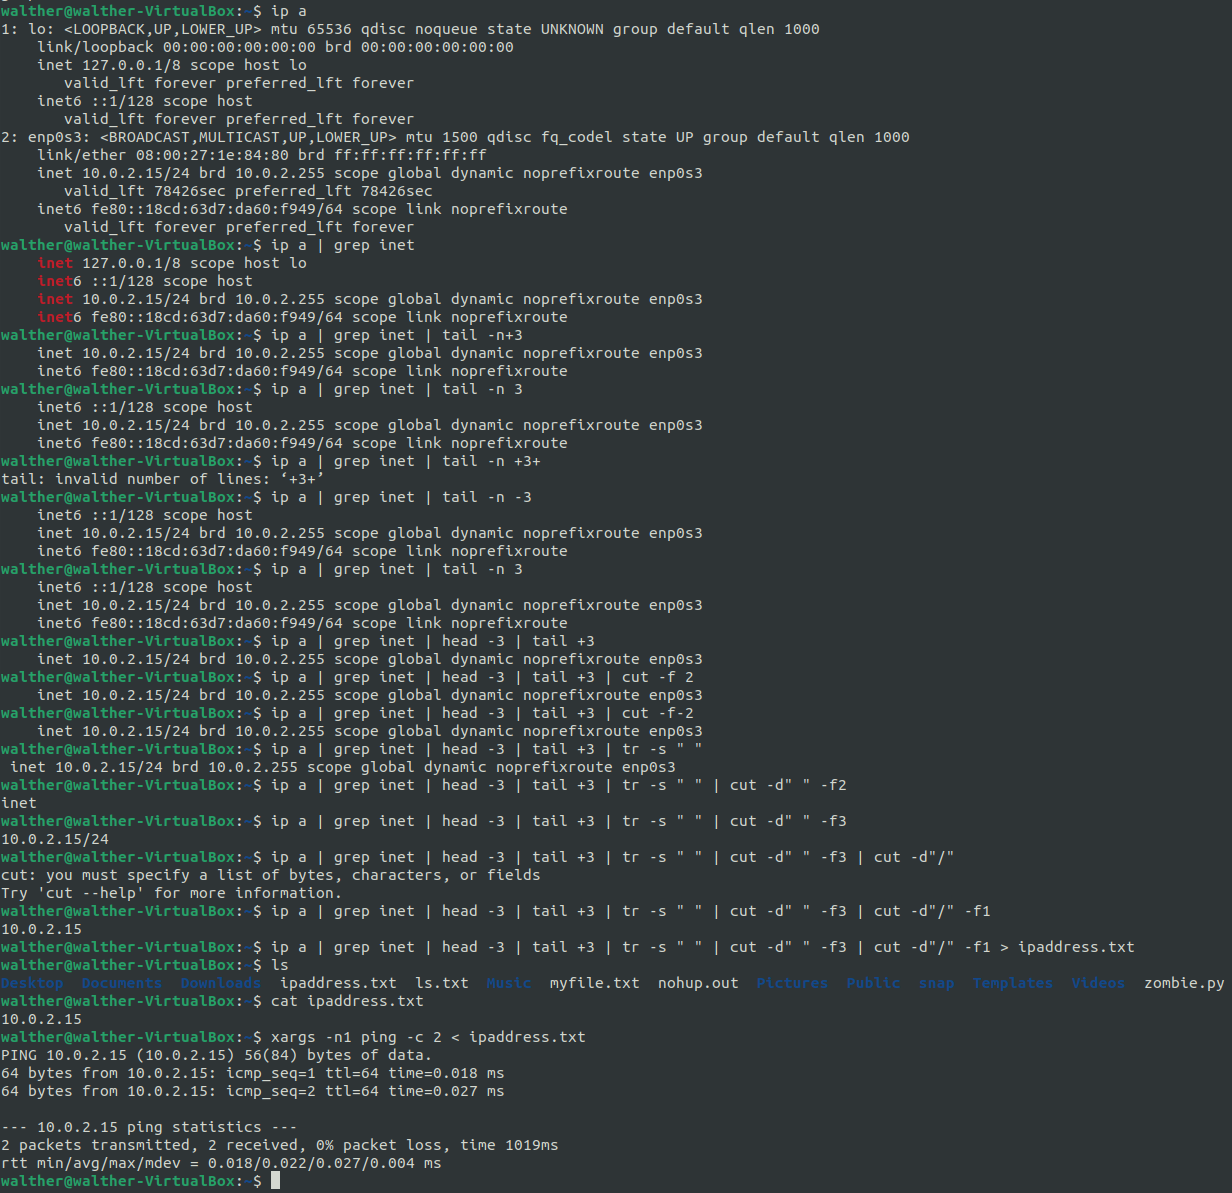 walther@walther-VirtualBox:~$ ip a
1: lo: <LOOPBACK,UP,LOWER_UP> mtu 65536 qdisc noqueue state UNKNOWN group default qlen 1000
    link/loopback 00:00:00:00:00:00 brd 00:00:00:00:00:00
    inet 127.0.0.1/8 scope host lo
       valid_lft forever preferred_lft forever
    inet6 ::1/128 scope host
       valid_lft forever preferred_lft forever
2: enp0s3: <BROADCAST,MULTICAST,UP,LOWER_UP> mtu 1500 qdisc fq_codel state UP group default qlen 1000
    link/ether 08:00:27:1e:84:80 brd ff:ff:ff:ff:ff:ff
    inet 10.0.2.15/24 brd 10.0.2.255 scope global dynamic noprefixroute enp0s3
       valid_lft 78426sec preferred_lft 78426sec
    inet6 fe80::18cd:63d7:da60:f949/64 scope link noprefixroute
       valid_lft forever preferred_lft forever
walther@walther-VirtualBox:~$ ip a | grep inet
    inet 127.0.0.1/8 scope host lo
    inet6 ::1/128 scope host
    inet 10.0.2.15/24 brd 10.0.2.255 scope global dynamic noprefixroute enp0s3
    inet6 fe80::18cd:63d7:da60:f949/64 scope link noprefixroute
walther@walther-VirtualBox:~$ ip a | grep inet | tail -n+3
    inet 10.0.2.15/24 brd 10.0.2.255 scope global dynamic noprefixroute enp0s3
    inet6 fe80::18cd:63d7:da60:f949/64 scope link noprefixroute
walther@walther-VirtualBox:~$ ip a | grep inet | tail -n 3
    inet6 ::1/128 scope host
    inet 10.0.2.15/24 brd 10.0.2.255 scope global dynamic noprefixroute enp0s3
    inet6 fe80::18cd:63d7:da60:f949/64 scope link noprefixroute
walther@walther-VirtualBox:~$ ip a | grep inet | tail -n +3+
tail: invalid number of lines: ‘+3+’
walther@walther-VirtualBox:~$ ip a | grep inet | tail -n -3
    inet6 ::1/128 scope host
    inet 10.0.2.15/24 brd 10.0.2.255 scope global dynamic noprefixroute enp0s3
    inet6 fe80::18cd:63d7:da60:f949/64 scope link noprefixroute
walther@walther-VirtualBox:~$ ip a | grep inet | tail -n 3
    inet6 ::1/128 scope host
    inet 10.0.2.15/24 brd 10.0.2.255 scope global dynamic noprefixroute enp0s3
    inet6 fe80::18cd:63d7:da60:f949/64 scope link noprefixroute
walther@walther-VirtualBox:~$ ip a | grep inet | head -3 | tail +3
    inet 10.0.2.15/24 brd 10.0.2.255 scope global dynamic noprefixroute enp0s3
walther@walther-VirtualBox:~$ ip a | grep inet | head -3 | tail +3 | cut -f 2
    inet 10.0.2.15/24 brd 10.0.2.255 scope global dynamic noprefixroute enp0s3
walther@walther-VirtualBox:~$ ip a | grep inet | head -3 | tail +3 | cut -f-2
    inet 10.0.2.15/24 brd 10.0.2.255 scope global dynamic noprefixroute enp0s3
walther@walther-VirtualBox:~$ ip a | grep inet | head -3 | tail +3 | tr -s " "
 inet 10.0.2.15/24 brd 10.0.2.255 scope global dynamic noprefixroute enp0s3
walther@walther-VirtualBox:~$ ip a | grep inet | head -3 | tail +3 | tr -s " " | cut -d" " -f2
inet
walther@walther-VirtualBox:~$ ip a | grep inet | head -3 | tail +3 | tr -s " " | cut -d" " -f3
10.0.2.15/24
walther@walther-VirtualBox:~$ ip a | grep inet | head -3 | tail +3 | tr -s " " | cut -d" " -f3 | cut -d"/"
cut: you must specify a list of bytes, characters, or fields
Try 'cut --help' for more information.
walther@walther-VirtualBox:~$ ip a | grep inet | head -3 | tail +3 | tr -s " " | cut -d" " -f3 | cut -d"/" -f1
10.0.2.15
walther@walther-VirtualBox:~$ ip a | grep inet | head -3 | tail +3 | tr -s " " | cut -d" " -f3 | cut -d"/" -f1 > ipaddress.txt
walther@walther-VirtualBox:~$ ls
Desktop  Documents  Downloads  ipaddress.txt  ls.txt  Music  myfile.txt  nohup.out  Pictures  Public  snap  Templates  Videos  zombie.py
walther@walther-VirtualBox:~$ cat ipaddress.txt
10.0.2.15
walther@walther-VirtualBox:~$ xargs -n1 ping -c 2 < ipaddress.txt
PING 10.0.2.15 (10.0.2.15) 56(84) bytes of data.
64 bytes from 10.0.2.15: icmp_seq=1 ttl=64 time=0.018 ms
64 bytes from 10.0.2.15: icmp_seq=2 ttl=64 time=0.027 ms

--- 10.0.2.15 ping statistics ---
2 packets transmitted, 2 received, 0% packet loss, time 1019ms
rtt min/avg/max/mdev = 0.018/0.022/0.027/0.004 ms
walther@walther-VirtualBox:~$